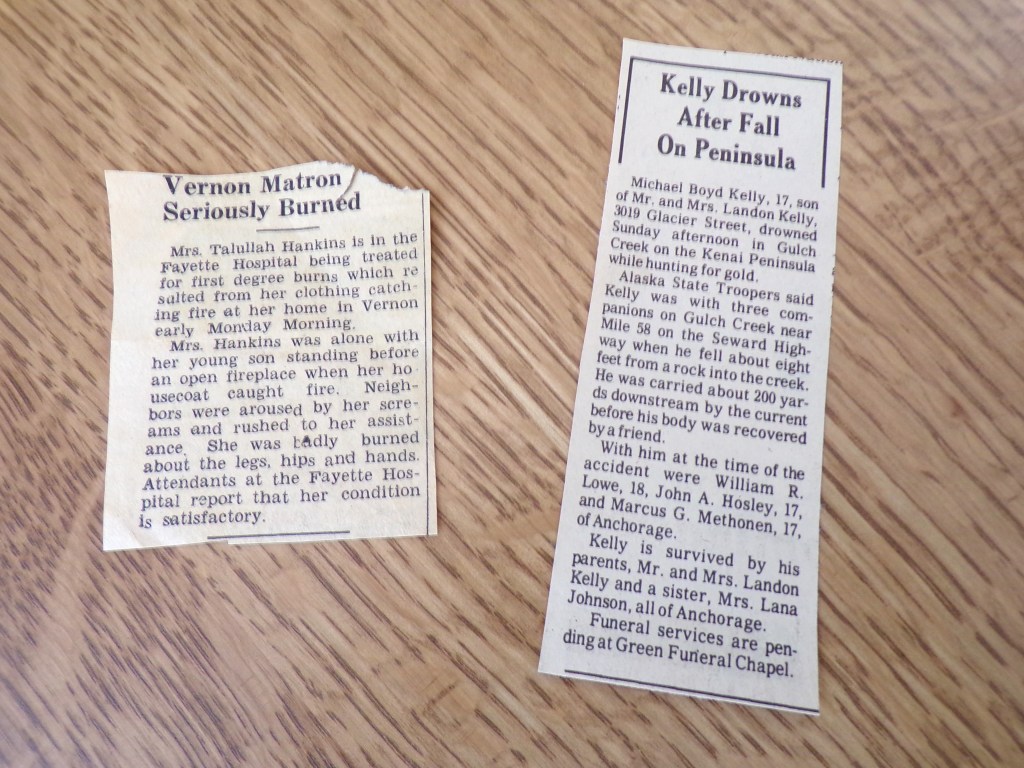 Vernon Matron
Seriously Burned
Mrs. Talullah Hankins is in the
Fayette Hospital being treated
for first degree burns which re
sulted from her clothing catch-
ing fire at her home in Vernon
early Monday Morning.
Mrs. Hankins was alone with
her young son standing before
an open fireplace when her ho
usecoat caught fire. Neigh-
bors were aroused by her scre-
ams and rushed to her assist-
ance. She was badly burned
about the legs, hips and hands.
Attendants at the Fayette Hos-
pital report that her condition
is satisfactory.
Kelly Drowns
After Fall
On Peninsula
Michael Boyd Kelly, 17, son
of Mr. and Mrs. Landon Kelly,
3019 Glacier Street, drowned
Sunday afternoon in Gulch
Creek on the Kenai Peninsula
while hunting for gold.
Alaska State Troopers said
Kelly was with three com-
panions on Gulch Creek near
Mile 58 on the Seward High-
way when he fell about eight
feet from a rock into the creek.
He was carried about 200 yar-
ds downstream by the current
before his body was recovered
by a friend.
With him at the time of the
accident were William R.
Lowe, 18, John A. Hosley, 17,
and Marcus G. Methonen, 17,
of Anchorage.
Kelly is survived by his
parents, Mr. and Mrs. Landon
Kelly and a sister, Mrs. Lana
Johnson, all of Anchorage.
Funeral services are pen-
ding at Green Funeral Chapel.